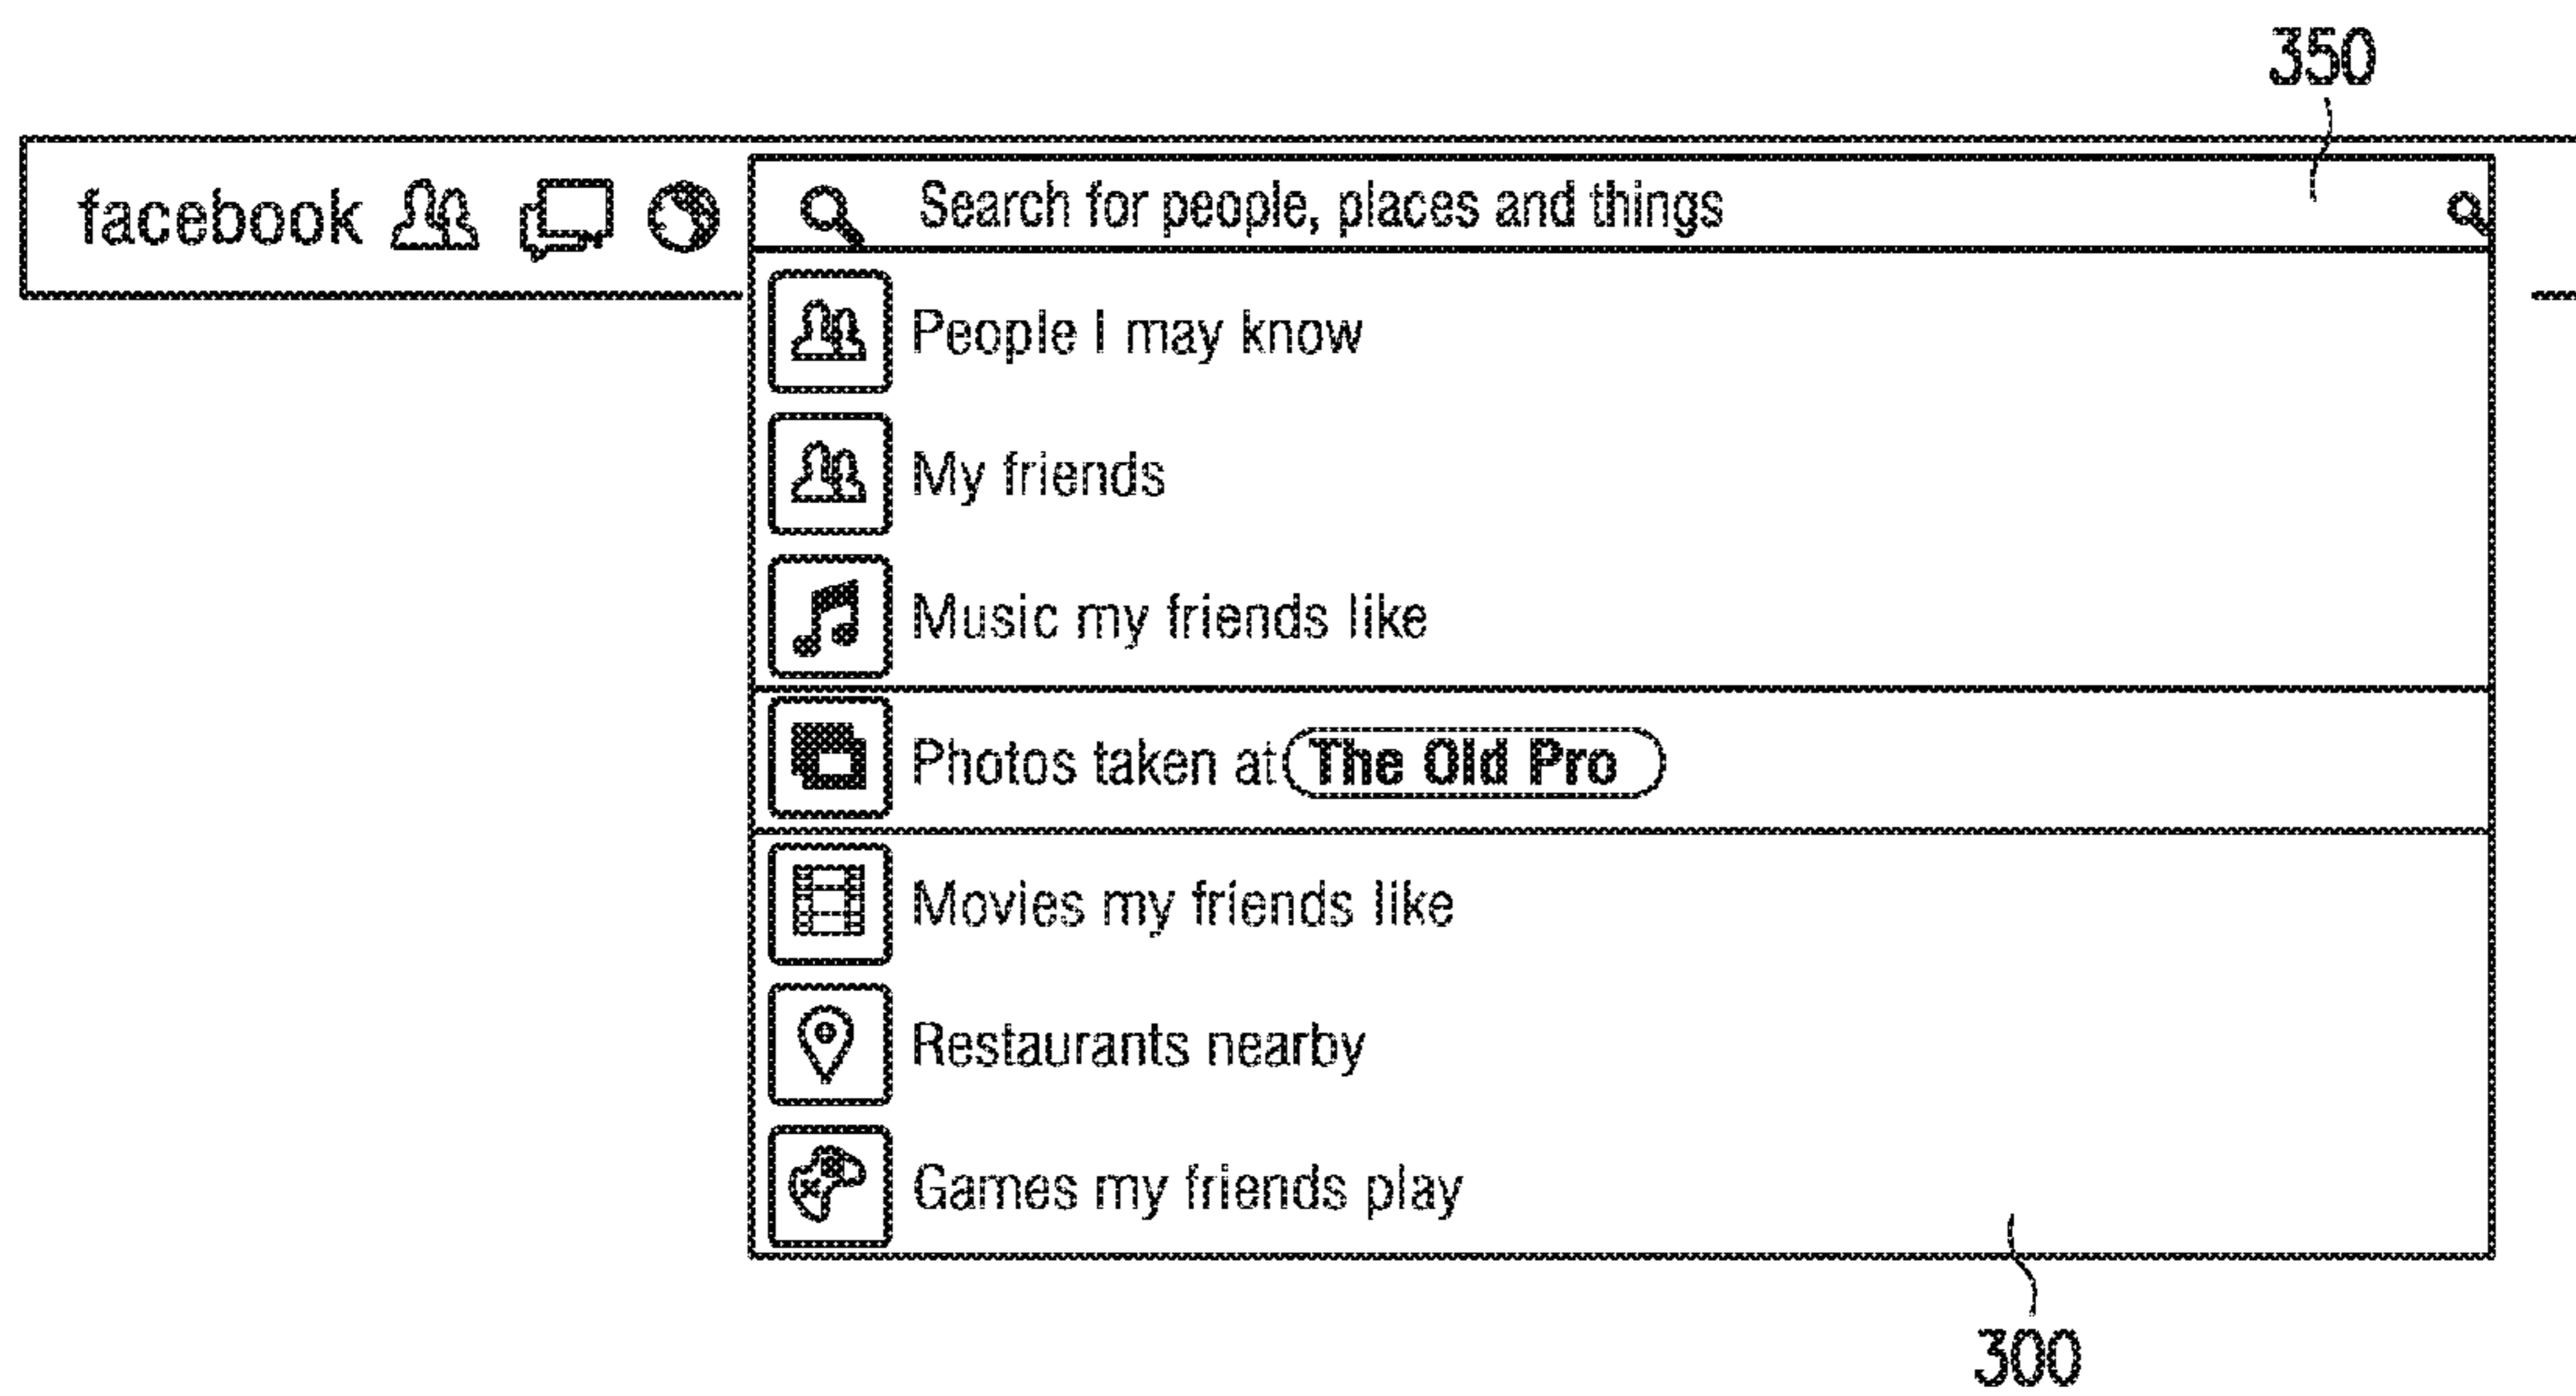 350
facebook
Search for people, places and things
People I may know
My friends
Music my friends like
Photos taken at The Old Pro
Movies my friends like
Restaurants nearby
Games my friends play
300